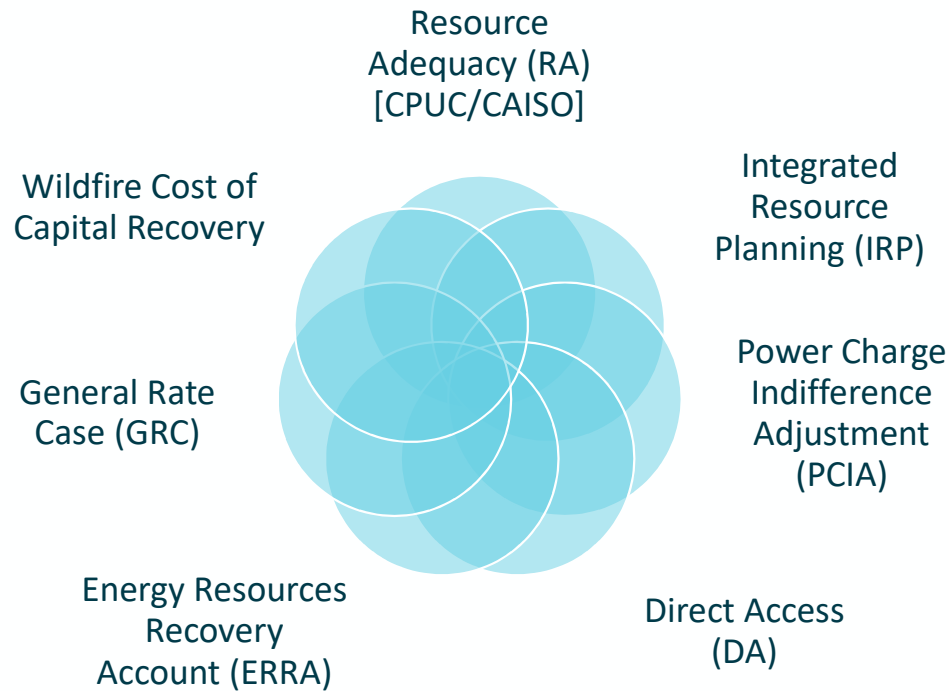 Resource
Adequacy (RA)
[CPUC/CAISO]
Integrated
Resource
Planning (IRP)
Power Charge
Indifference
Adjustment
(PCIA)
Direct Access
(DA)
Energy Resources
Recovery
Account (ERRA)
General Rate
Case (GRC)
Wildfire Cost of
Capital Recovery